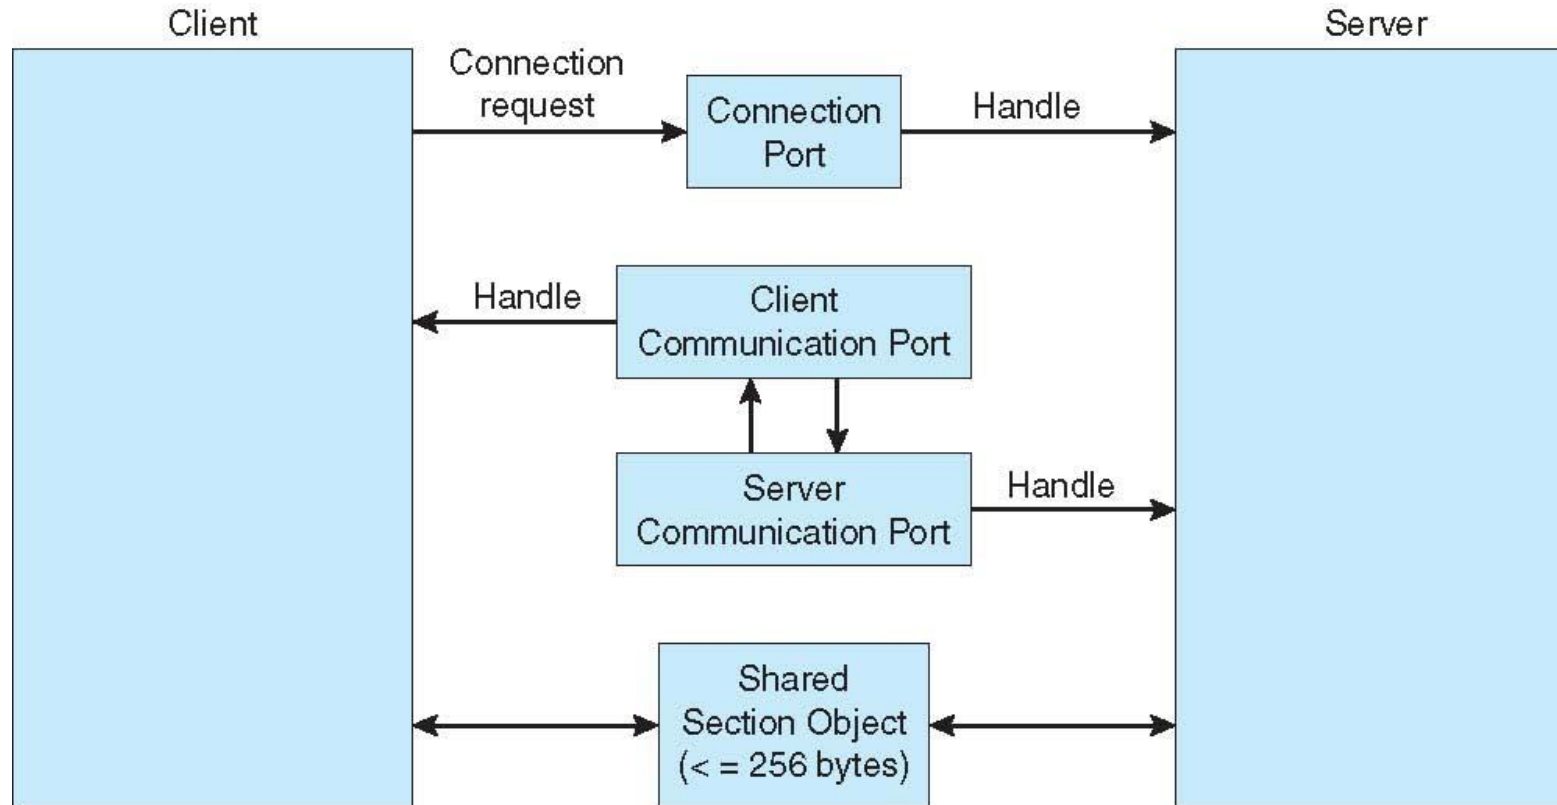 Client
Server
Connection
request
Connection
Port
Handle
Handle
Client
Communication Port
Server
Communication Port
Handle
Shared
Section Object
(< = 256 bytes)